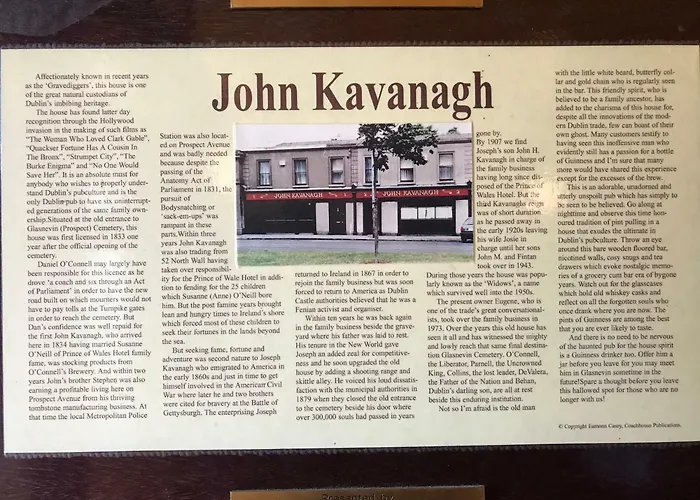 John Kavanagh
Affectionately known in recent years
as the ‘Gravediggers’, this house is one
of the great natural custodians of
Dublin’s imbibing heritage.
The house has found latter day
recognition through the Hollywood
invasion in the making of such films as
“The Woman Who Loved Clark Gable”,
“Quackser Fortune Has A Cousin In
The Bronx”, “Strumpet City”, “The
Burke Enigma” and “No One Would
Save Her”. It is an absolute must for
anybody who wishes to properly under-
stand Dublin’s pubculture and is the
only Dublin pub to have six uninterrupt-
ed generations of the same family own-
ership.Situated at the old entrance to
Glasnevin (Prospect) Cemetery, this
house was first licensed in 1833 one
year after the official opening of the
cemetery.
Daniel O’Connell may largely have
been responsible for this licence as he
drove ‘a coach and six through an Act
of Parliament’ in order to have the new
road built on which mourners would not
have to pay tolls at the Turnpike gates
in order to reach the cemetery. But
Dan’s confidence was well repaid for
the first John Kavanagh, who arrived
here in 1834 having married Susanne
O’Neill of Prince of Wales Hotel family
fame, was stocking products from
O’Connell’s Brewery. And within two
years John’s brother Stephen was also
earning a profitable living here on
Prospect Avenue from his thriving
tombstone manufacturing business. At
that time the local Metropolitan Police
Station was also locat-
ed on Prospect Avenue
and was badly needed
because despite the
passing of the
Anatomy Act of
Parliament in 1831, the
pursuit of
Bodysnatching or
‘sack-em-ups’ was
rampant in these
parts.Within three
years John Kavanagh
was also trading from
52 North Wall having
taken over responsibil-
ity for the Prince of Wale Hotel in addi-
tion to fending for the 25 children
which Susanne (Anne) O’Neill bore
him. But the post famine years brought
lean and hungry times to Ireland’s shore
which forced most of these children to
seek their fortunes in the lands beyond
the sea.
But seeking fame, fortune and
adventure was second nature to Joseph
Kavanagh who emigrated to America in
the early 1860s and just in time to get
himself involved in the American Civil
War where later he and two brothers
were cited for bravery at the Battle of
Gettysburgh. The enterprising Joseph
JOHN KAVANAGH
JOHN KAVANAGH
returned to Ireland in 1867 in order to
rejoin the family business but was soon
forced to return to America as Dublin
Castle authorities believed that he was a
Fenian activist and organiser.
Within ten years he was back again
in the family business beside the grave-
yard where his father was laid to rest.
His tenure in the New World gave
Joseph an added zeal for competitive-
ness and he soon upgraded the old
house by adding a shooting range and
skittle alley. He voiced his loud dissatis-
faction with the municipal authorities in
1879 when they closed the old entrance
to the cemetery beside his door where
over 300,000 souls had passed in years
gone by.
By 1907 we find
Joseph’s son John H.
Kavanagh in charge of
the family business
having long since dis-
posed of the Prince of
Wales Hotel. But the
third Kavanaghs reign
was of short duration
as he passed away in
the early 1920s leaving
his wife Josie in
charge until her sons
John M. and Fintan
took over in 1943.
During those years the house was popu-
larly known as the ‘Widows’, a name
which survived well into the 1950s.
The present owner Eugene, who is
one of the trade’s great conversational-
ists, took over the family business in
1973. Over the years this old house has
seen it all and has witnessed the mighty
and lowly reach that same final destina-
tion Glasnevin Cemetery. O’Connell,
the Liberator, Parnell, the Uncrowned
King, Collins, the lost leader, DeValera,
the Father of the Nation and Behan,
Dublin’s darling son, are all at rest
beside this enduring institution.
Not so I’m afraid is the old man
with the little white beard, butterfly col-
lar and gold chain who is regularly seen
in the bar. This friendly spirit, who is
believed to be a family ancestor, has
added to the charisma of this house for,
despite all the innovations of the mod-
ern Dublin trade, few can boast of their
own ghost. Many customers testify to
having seen this inoffensive man who
evidently still has a passion for a bottle
of Guinness and I’m sure that many
more would have shared this experience
except for the excesses of the brew.
This is an adorable, unadorned and
utterly unspoilt pub which has simply to
be seen to be believed. Go along at
nighttime and observe this time hon-
oured tradition of pint pulling in a
house that exudes the ultimate in
Dublin’s pubculture. Throw an eye
around this bare wooden floored bar,
nicotined walls, cosy snugs and tea
drawers which evoke nostalgic memo-
ries of a grocery cum bar era of bygone
years. Watch out for the glasscases
which hold old whiskey casks and
reflect on all the forgotten souls who
once drank where you are now. The
pints of Guinness are among the best
that you are ever likely to taste.
And there is no need to be nervous
of the haunted pub for the house spirit
is a Guinness drinker too. Offer him a
jar before you leave for you may meet
him in Glasnevin sometime in the
future!Spare a thought before you leave
this hallowed spot for those who are no
longer with us!
© Copyright Eamonn Casey, Coachhouse Publications.
Presented by